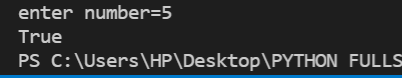 enter number=5
True
PS C:\Users\HP\Desktop\PYTHON FULLS